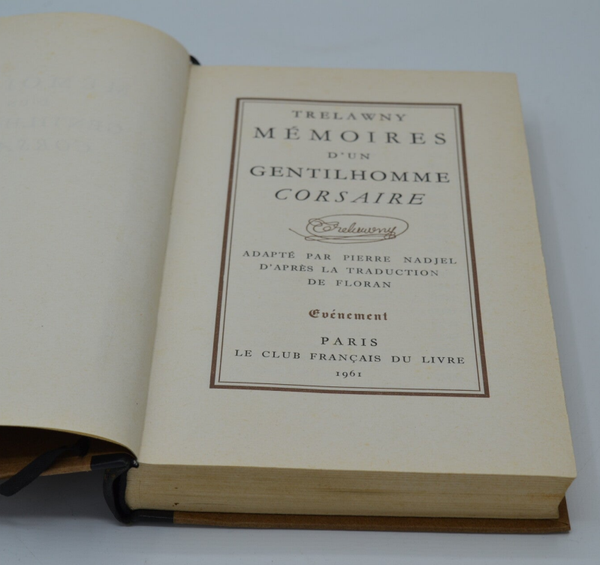 TRELAWNY
MÉMOIRES
D'UN
GENTILHOMME
CORSAIRE
Trelawny
ADAPTÉ PAR PIERRE NADJEL
D'APRÈS LA TRADUCTION
DE FLORAN
Evénement
PARIS
LE CLUB FRANÇAIS DU LIVRE
1961